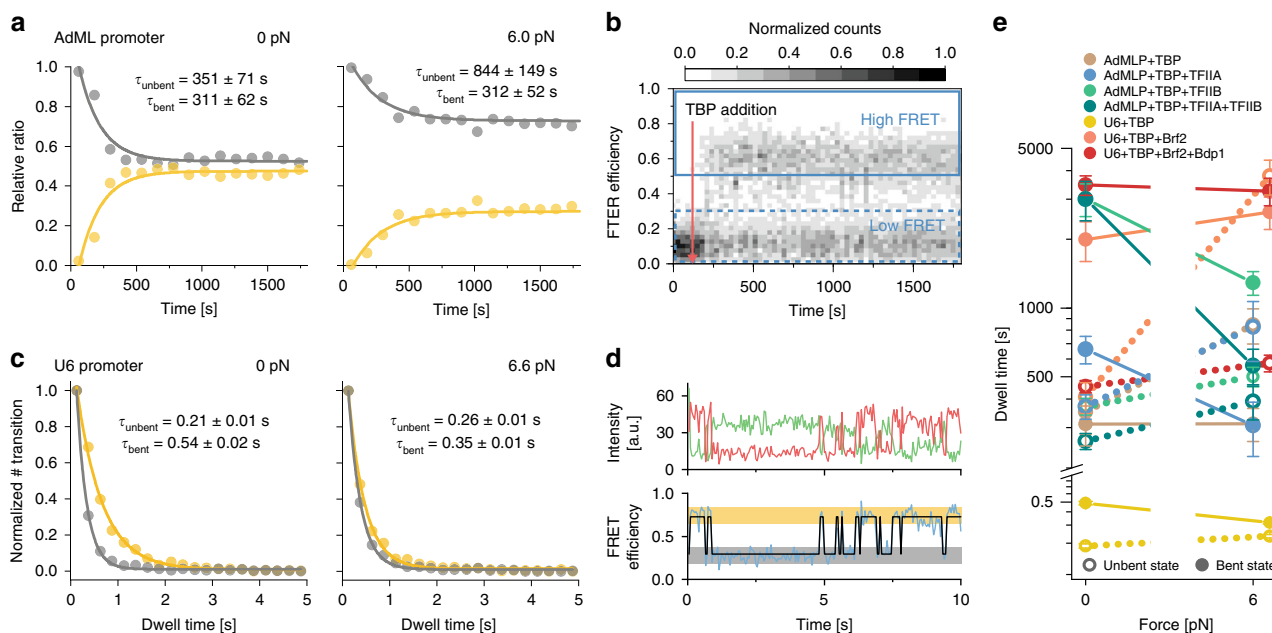 a
AdML promoter 0 pN
6.0 pN
τunbent = 351 ± 71 s
τbent = 311 ± 62 s
τunbent = 844 ± 149 s
τbent = 312 ± 52 s
Relative ratio
1.0
0.8
0.6
0.4
0.2
0.0
0 500 1000 1500
0 500 1000 1500
Time [s]
Time [s]
b
Normalized counts
0.0 0.2 0.4 0.6 0.8 1.0
TBP addition
High FRET
Low FRET
FTER efficiency
1.0
0.8
0.6
0.4
0.2
0.0
0 500 1000 1500
Time [s]
c
U6 promoter 0 pN
6.6 pN
τunbent = 0.21 ± 0.01 s
τbent = 0.54 ± 0.02 s
τunbent = 0.26 ± 0.01 s
τbent = 0.35 ± 0.01 s
Normalized # transition
1.0
0.8
0.6
0.4
0.2
0.0
0 1 2 3 4 5
0 1 2 3 4 5
Dwell time [s]
Dwell time [s]
d
Intensity
[a.u.]
60
30
0
FRET
efficiency
1.0
0.5
0.0
0 5 10
Time [s]
e
AdMLP+TBP
AdMLP+TBP+TFIIA
AdMLP+TBP+TFIIB
AdMLP+TBP+TFIIA+TFIIB
U6+TBP
U6+TBP+Brf2
U6+TBP+Brf2+Bdp1
Dwell time [s]
5000
1000
500
0.5
Unbent state Bent state
0 6
Force [pN]